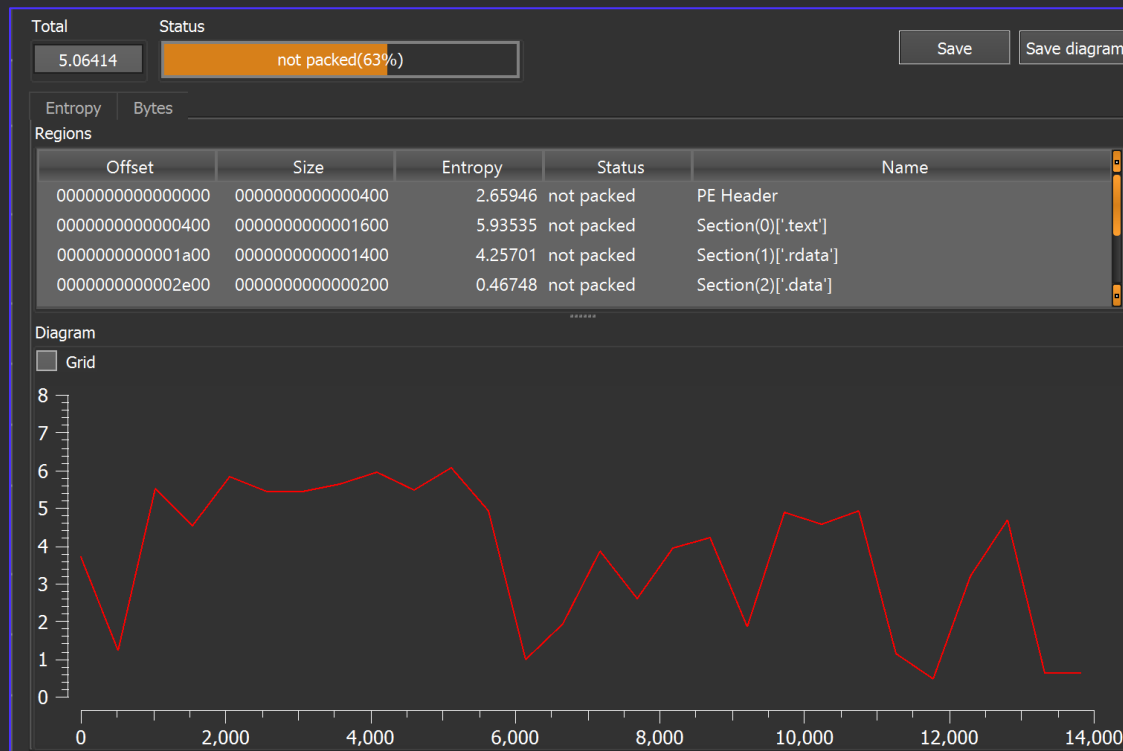 Total Status
5.06414 not packed(63%) Save Save diagram
Entropy Bytes
Regions
Offset Size Entropy Status Name
0000000000000000 0000000000000400 2.65946 not packed PE Header
0000000000000400 0000000000001600 5.93535 not packed Section(0)['.text']
0000000000001a00 0000000000001400 4.25701 not packed Section(1)['.rdata']
0000000000002e00 0000000000000200 0.46748 not packed Section(2)['.data']
Diagram
Grid
8
7
6
5
4
3
2
1
0
0 2,000 4,000 6,000 8,000 10,000 12,000 14,000